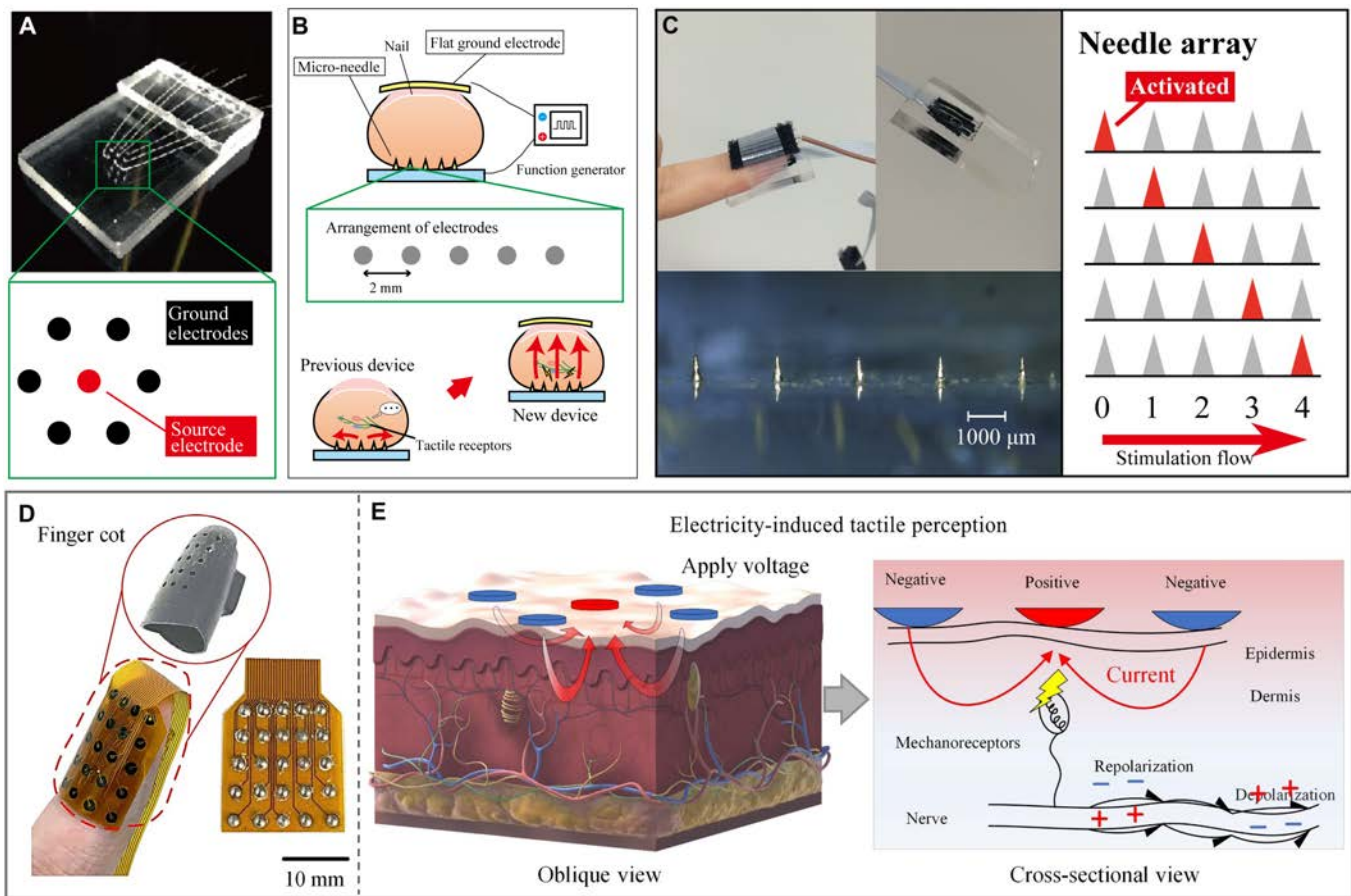 A
Ground
electrodes
Source
electrode
B
Nail
Flat ground electrode
Micro-needle
Function generator
Arrangement of electrodes
2 mm
Previous device
New device
Tactile receptors
C
1000 μm
Needle array
Activated
0 1 2 3 4
Stimulation flow
D
Finger cot
10 mm
E
Electricity-induced tactile perception
Apply voltage
Oblique view
Negative Positive Negative
Epidermis
Current
Dermis
Mechanoreceptors
Repolarization
Depolarization
Nerve
Cross-sectional view